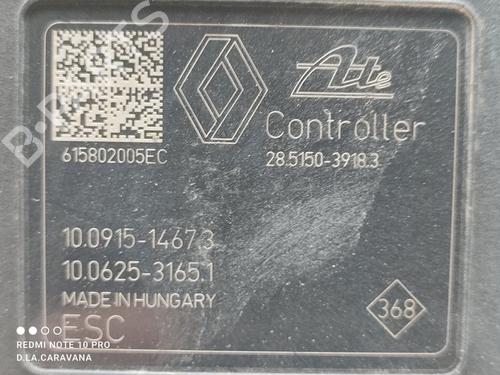 Ate
Controller
615802005EC
28.5150-3918.3
10.0915-1467.3
10.0625-3165.1
MADE IN HUNGARY
ESC
368
REDMI NOTE 10 PRO
D.LA.CARAVANA